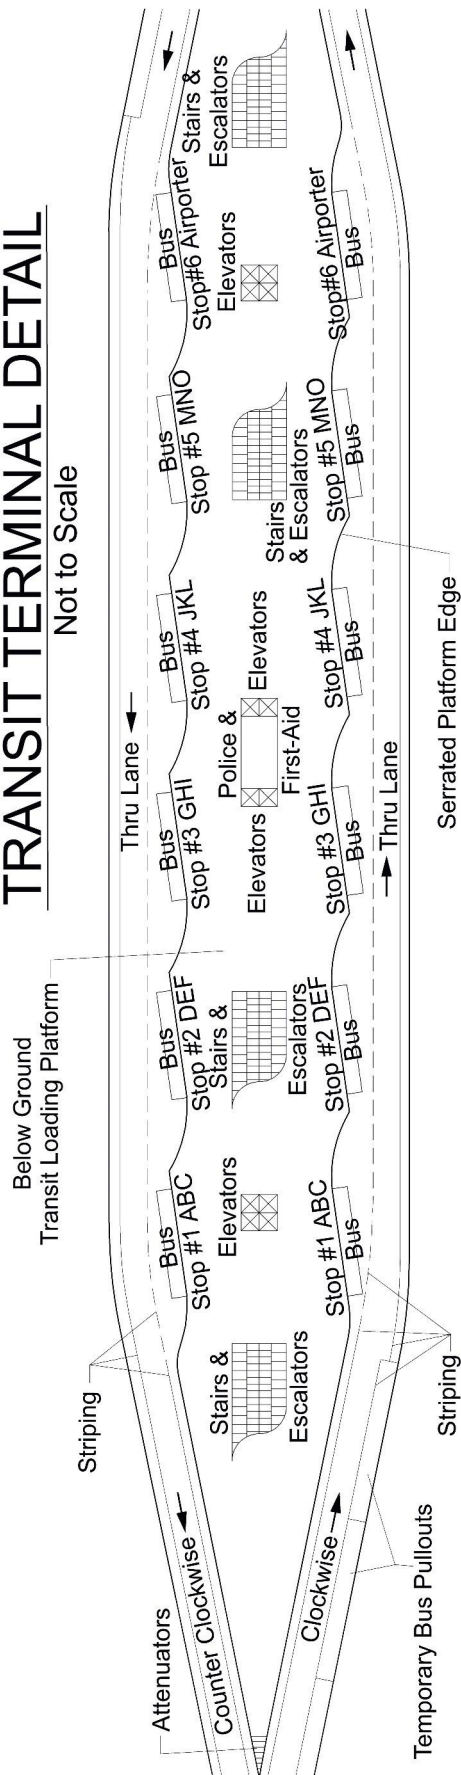 TRANSIT TERMINAL DETAIL
Not to Scale
Below Ground
Transit Loading Platform
Striping
Attenuators
Thru Lane
Counter Clockwise
Bus
Stop #1 ABC
Bus
Stop #2 DEF
Bus
Stop #3 GHI
Bus
Stop #4 JKL
Bus
Stop #5 MNO
Bus
Stop#6 Airporter
Stairs &
Escalators
Elevators
Stairs &
Escalators
Elevators
Police &
First-Aid
Elevators
Stairs
& Escalators
Elevators
Stairs &
Escalators
Stop #1 ABC
Bus
Stop #2 DEF
Bus
Stop #3 GHI
Bus
Stop #4 JKL
Bus
Stop #5 MNO
Bus
Stop#6 Airporter
Bus
Clockwise
Thru Lane
Temporary Bus Pullouts
Striping
Serrated Platform Edge